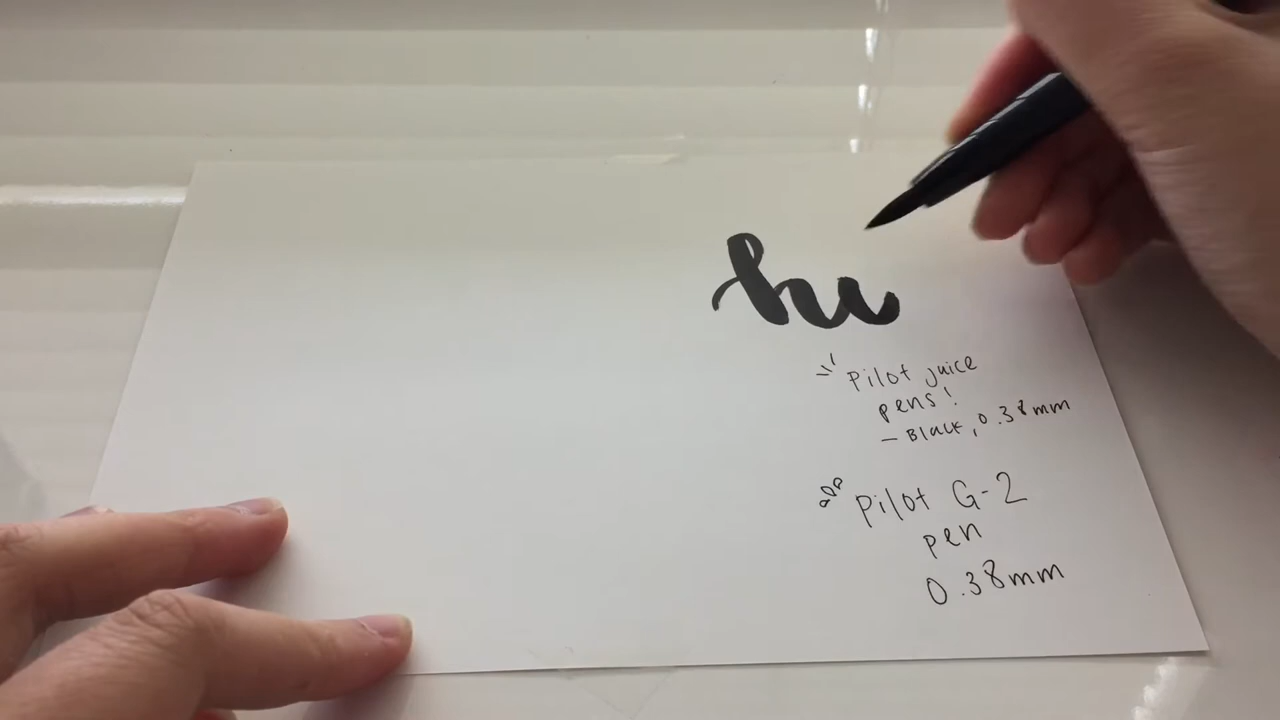 hi
Pilot juice
pens!
- Black, 0.38mm
Pilot G-2
pen
0.38mm